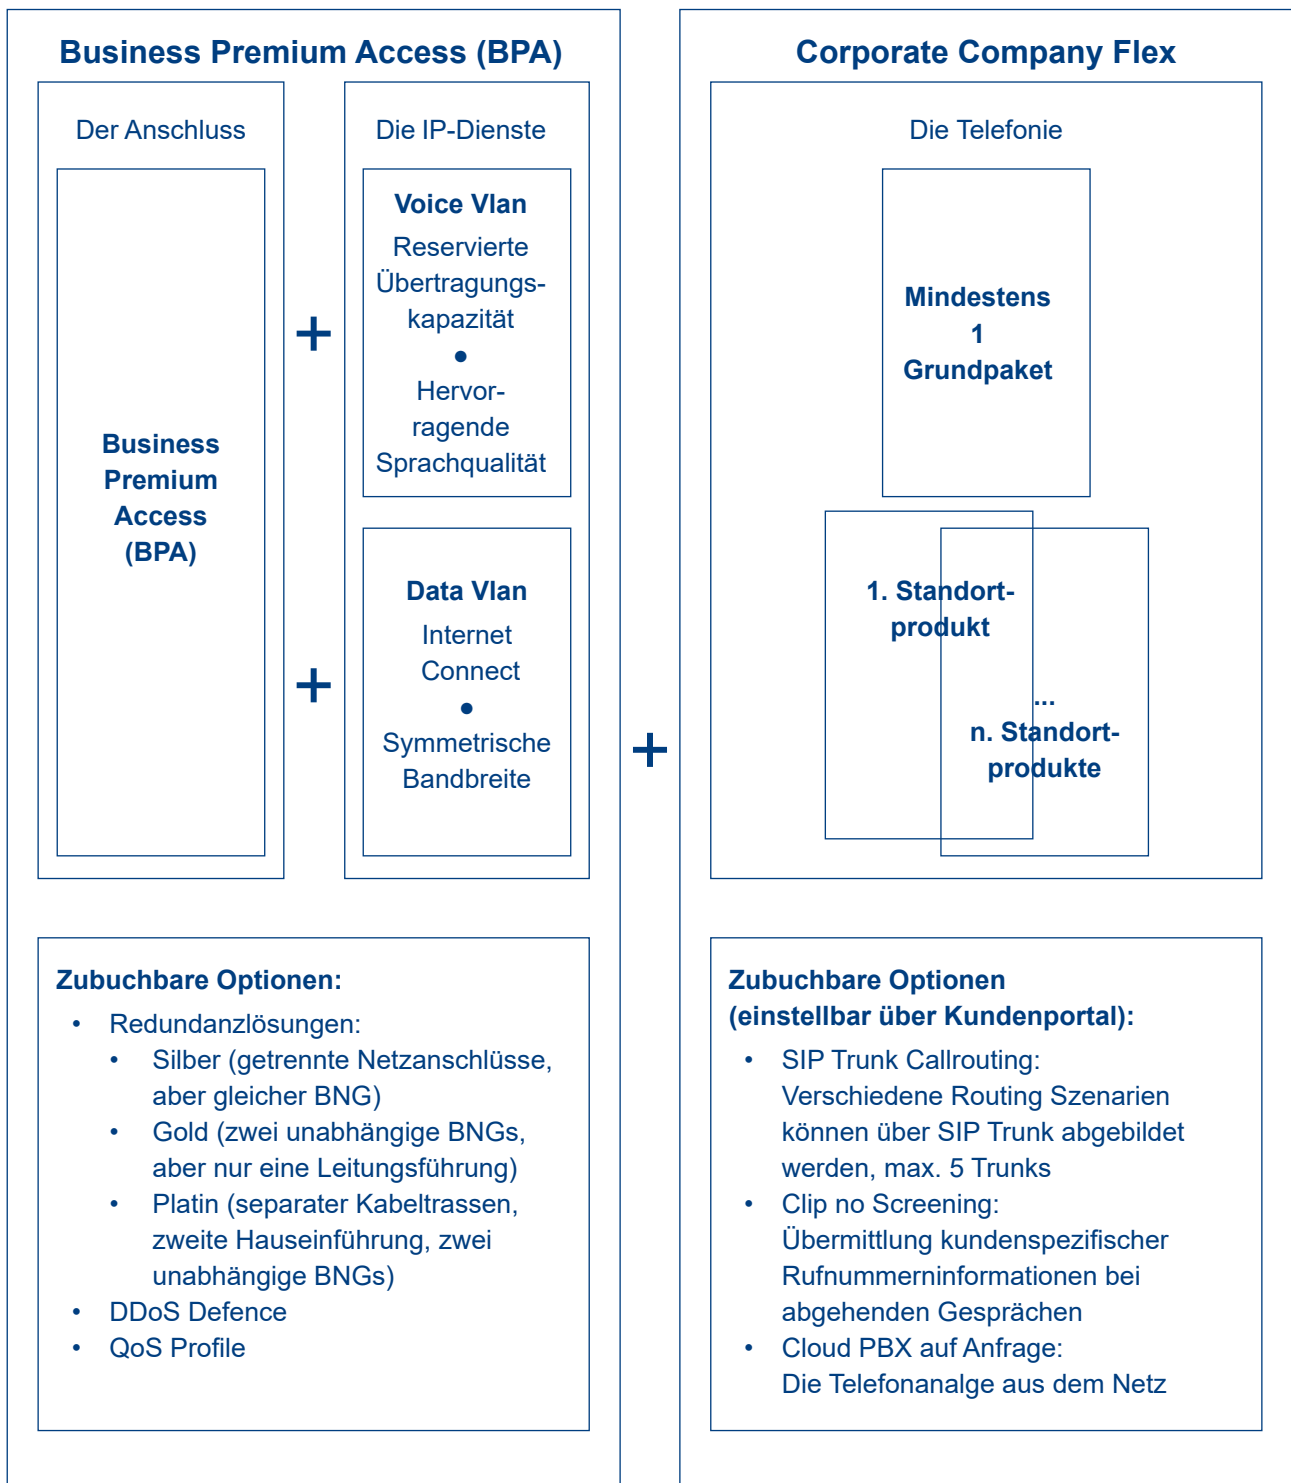 Business Premium Access (BPA)
Der Anschluss
Business
Premium
Access
(BPA)
+
+
Die IP-Dienste
Voice Vlan
Reservierte
Übertragungs-
kapazität
•
Hervor-
ragende
Sprachqualität
Data Vlan
Internet
Connect
•
Symmetrische
Bandbreite
Zubuchbare Optionen:
• Redundanzlösungen:
• Silber (getrennte Netzanschlüsse,
aber gleicher BNG)
• Gold (zwei unabhängige BNGs,
aber nur eine Leitungsführung)
• Platin (separater Kabeltrassen,
zweite Hauseinführung, zwei
unabhängige BNGs)
• DDoS Defence
• QoS Profile
+
Corporate Company Flex
Die Telefonie
Mindestens
1
Grundpaket
1. Standort-
produkt
...
n. Standort-
produkte
Zubuchbare Optionen
(einstellbar über Kundenportal):
• SIP Trunk Callrouting:
Verschiedene Routing Szenarien
können über SIP Trunk abgebildet
werden, max. 5 Trunks
• Clip no Screening:
Übermittlung kundenspezifischer
Rufnummerninformationen bei
abgehenden Gesprächen
• Cloud PBX auf Anfrage:
Die Telefonanalge aus dem Netz